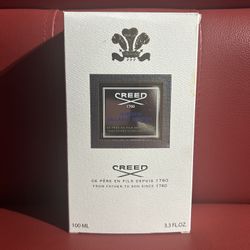 CREED
1760
CREED
DE PÈRE EN FILS DEPUIS 1760
FROM FATHER TO SON SINCE 1760
100 ML
3,3 FL.OZ.